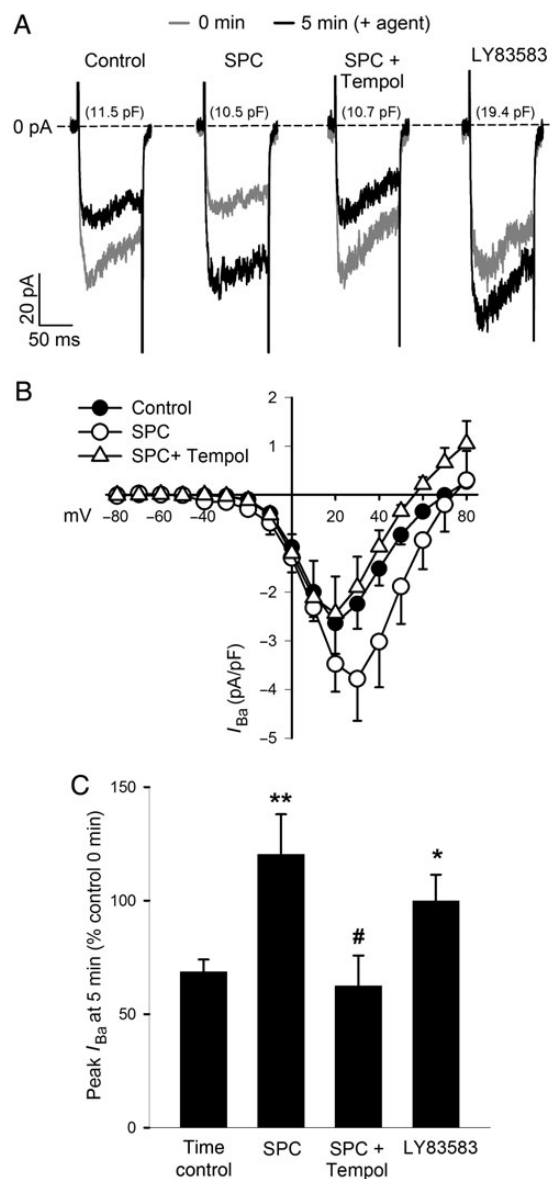 A
0 min 5 min (+ agent)
Control SPC SPC + Tempol LY83583
(11.5 pF) (10.5 pF) (10.7 pF) (19.4 pF)
0 pA
20 pA
50 ms
B
Control
SPC
SPC+ Tempol
2
1
mV
–80 –60 –40 20 40 60 80
–2
–3
–4
–5
I Ba (pA/pF)
C
Peak I Ba at 5 min (% control 0 min)
150
100
50
0
** # *
Time control SPC SPC + Tempol LY83583